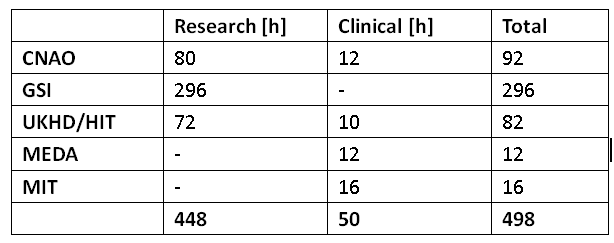 Research [h] Clinical [h] Total
CNAO 80 12 92
GSI 296 - 296
UKHD/HIT 72 10 82
MEDA - 12 12
MIT - 16 16
448 50 498